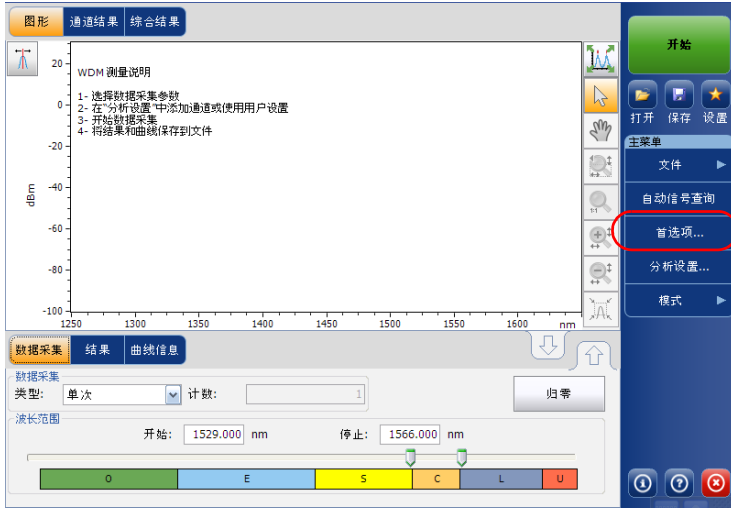 图形 通道结果 综合结果
WDM 测量说明
1- 选择数据采集参数
2- 在"分析设置"中添加通道或使用用户设置
3- 开始数据采集
4- 将结果和曲线保存到文件
dBm
20
0
-20
-40
-60
-80
-100
1250 1300 1350 1400 1450 1500 1550 1600 nm
1:1
开始
打开 保存 设置
主菜单
文件
自动信号查询
首选项...
分析设置...
模式
数据采集 结果 曲线信息
数据采集
类型: 单次 计数: 1 归零
波长范围
开始: 1529.000 nm 停止: 1566.000 nm
O E S C L U